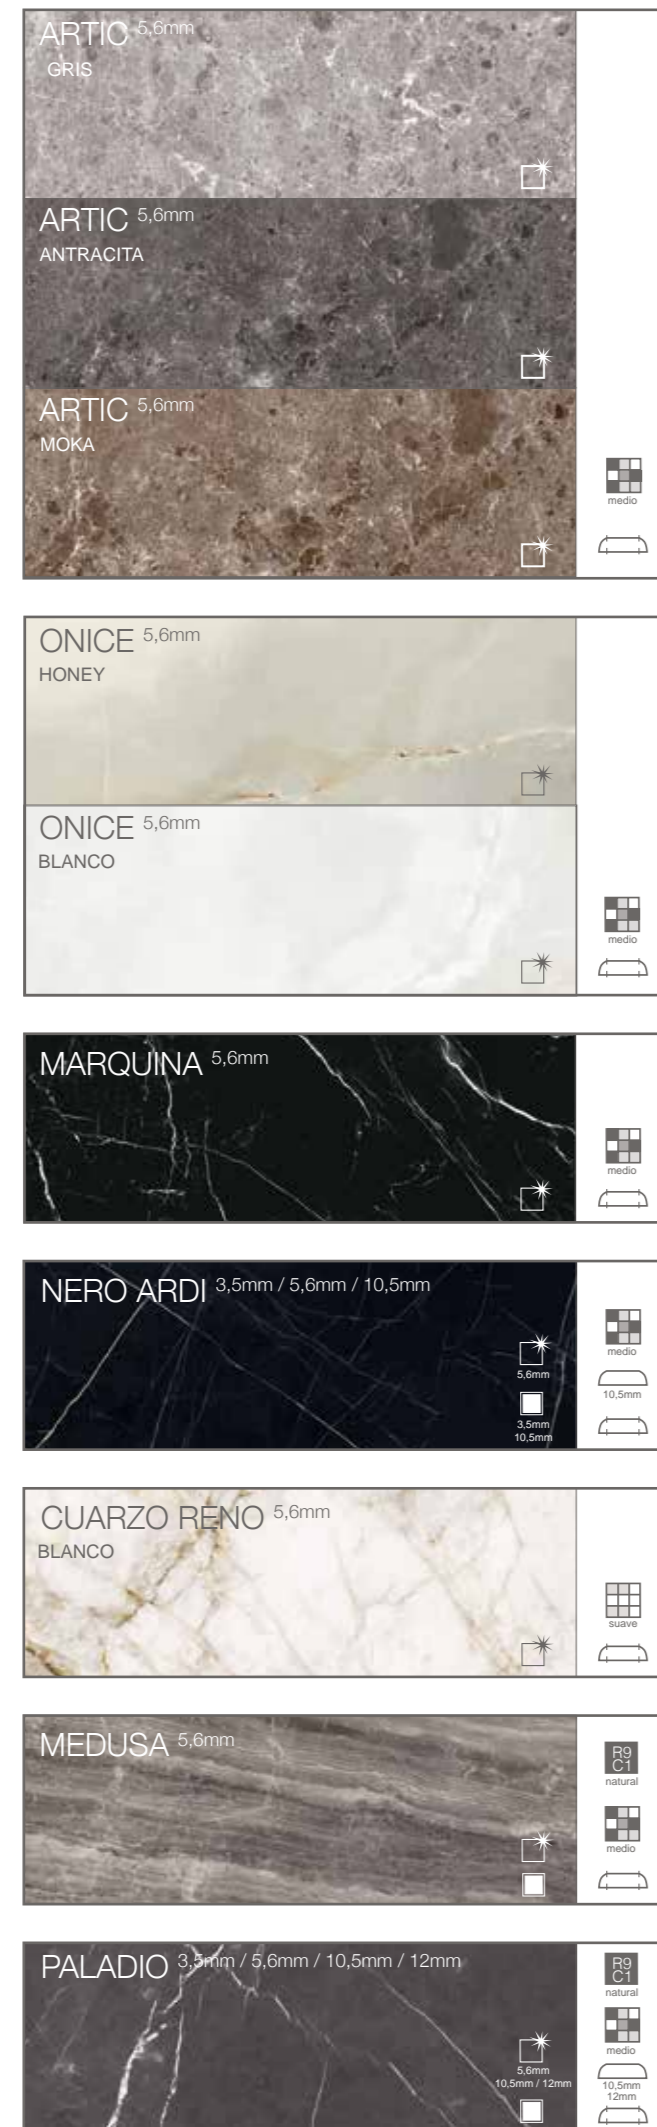 ARTIC 5,6mm
GRIS
ARTIC 5,6mm
ANTRACITA
ARTIC 5,6mm
MOKA
medio
ONICE 5,6mm
HONEY
ONICE 5,6mm
BLANCO
medio
MARQUINA 5,6mm
medio
NERO ARDI 3,5mm / 5,6mm / 10,5mm
5,6mm
3,5mm
10,5mm
medio
10,5mm
CUARZO RENO 5,6mm
BLANCO
suave
MEDUSA 5,6mm
R9
C1
natural
medio
PALADIO 3,5mm / 5,6mm / 10,5mm / 12mm
5,6mm
10,5mm / 12mm
R9
C1
natural
medio
10,5mm
12mm